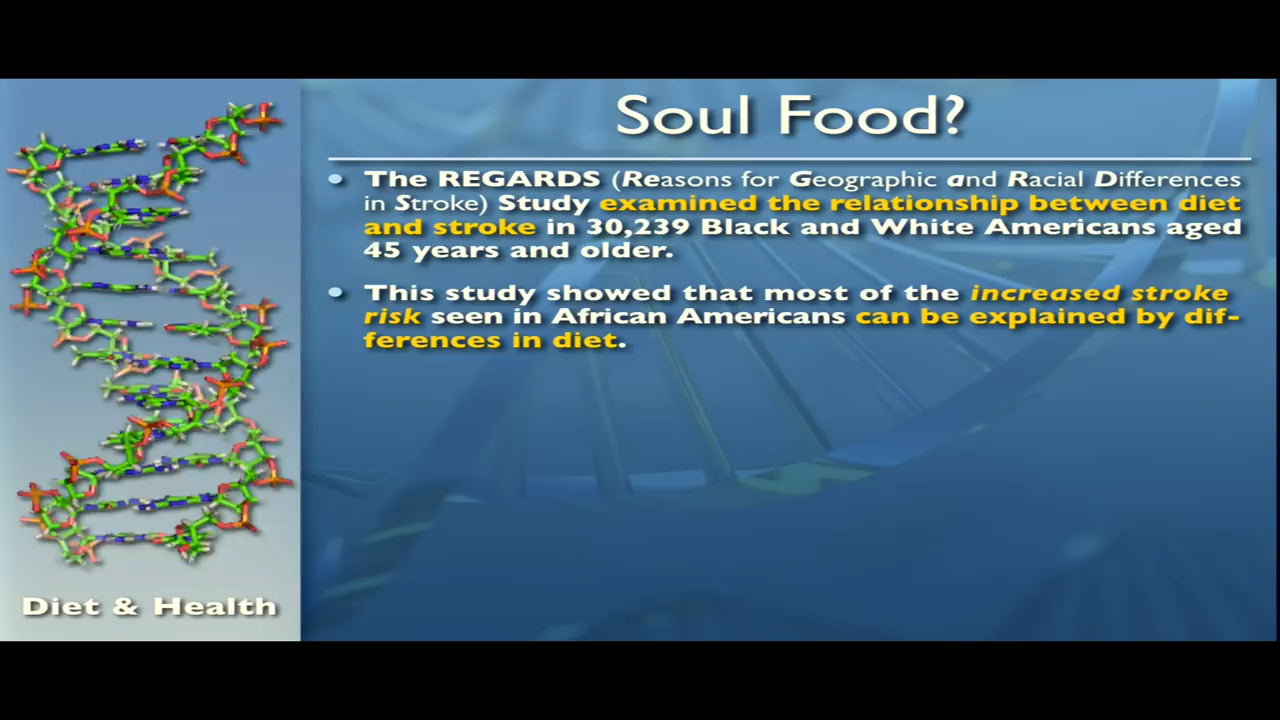 Soul Food?
• The REGARDS (Reasons for Geographic and Racial Differences
in Stroke) Study examined the relationship between diet
and stroke in 30,239 Black and White Americans aged
45 years and older.
• This study showed that most of the increased stroke
risk seen in African Americans can be explained by dif-
ferences in diet.
Diet & Health